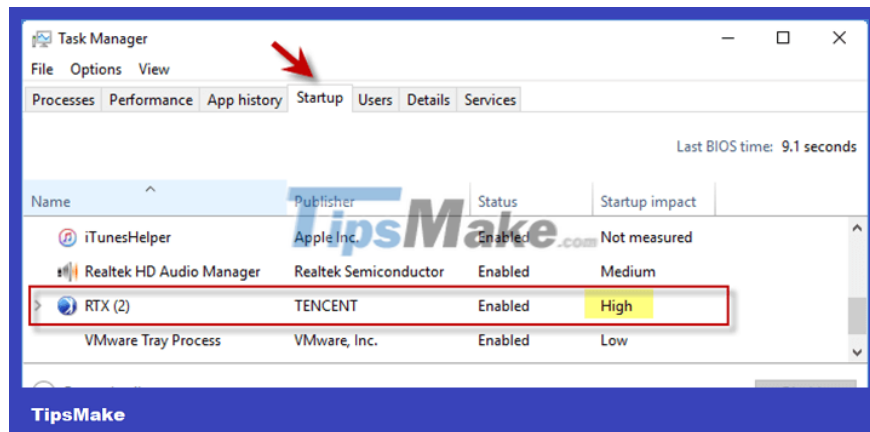 Task Manager
File Options View
Processes Performance App history Startup Users Details Services
Last BIOS time: 9.1 seconds
Name Publisher Status Startup impact
TipsMake.com
iTunesHelper Apple Inc. Enabled Not measured
Realtek HD Audio Manager Realtek Semiconductor Enabled Medium
RTX (2) TENCENT Enabled High
VMware Tray Process VMware, Inc. Enabled Low
TipsMake